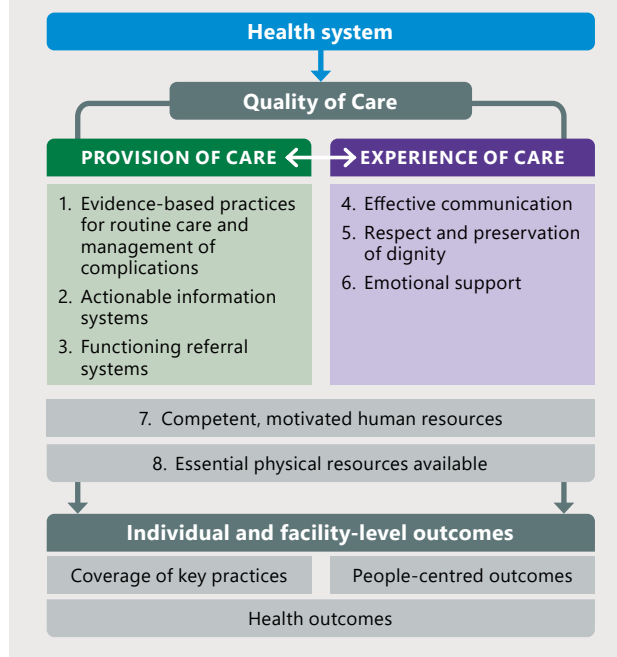 Health system
Quality of Care
PROVISION OF CARE
1. Evidence-based practices
for routine care and
management of
complications
2. Actionable information
systems
3. Functioning referral
systems
EXPERIENCE OF CARE
4. Effective communication
5. Respect and preservation
of dignity
6. Emotional support
7. Competent, motivated human resources
8. Essential physical resources available
Individual and facility-level outcomes
Coverage of key practices
People-centred outcomes
Health outcomes